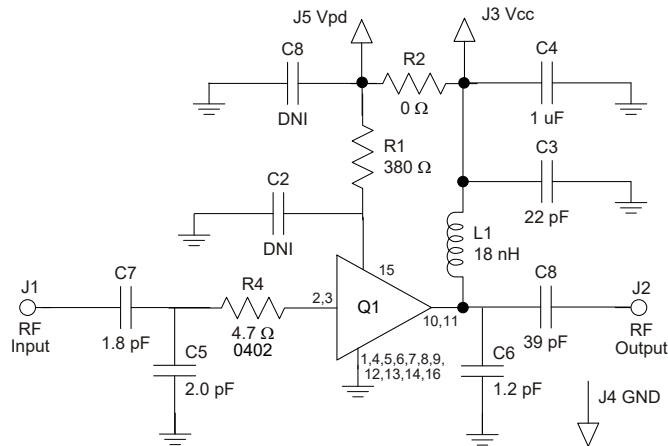 J5 Vpd
J3 Vcc
C8
DNI
R2
0 Ω
C4
1 uF
R1
380 Ω
C3
22 pF
C2
DNI
L1
18 nH
J1
RF
Input
C7
1.8 pF
R4
4.7 Ω
0402
2,3
15
Q1
10,11
C8
39 pF
J2
RF
Output
C5
2.0 pF
1,4,5,6,7,8,9,
12,13,14,16
C6
1.2 pF
J4 GND